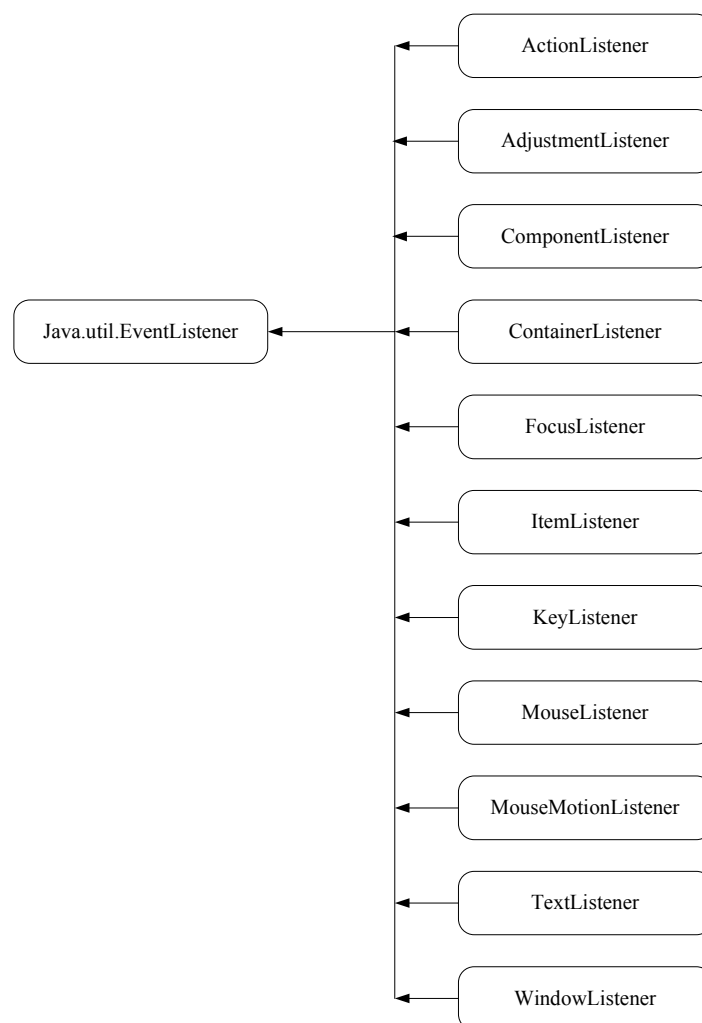 ActionListener
AdjustmentListener
ComponentListener
Java.util.EventListener
ContainerListener
FocusListener
ItemListener
KeyListener
MouseListener
MouseMotionListener
TextListener
WindowListener